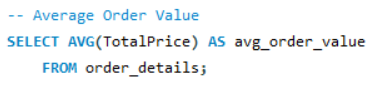 -- Average Order Value
SELECT AVG(TotalPrice) AS avg_order_value
FROM order_details;